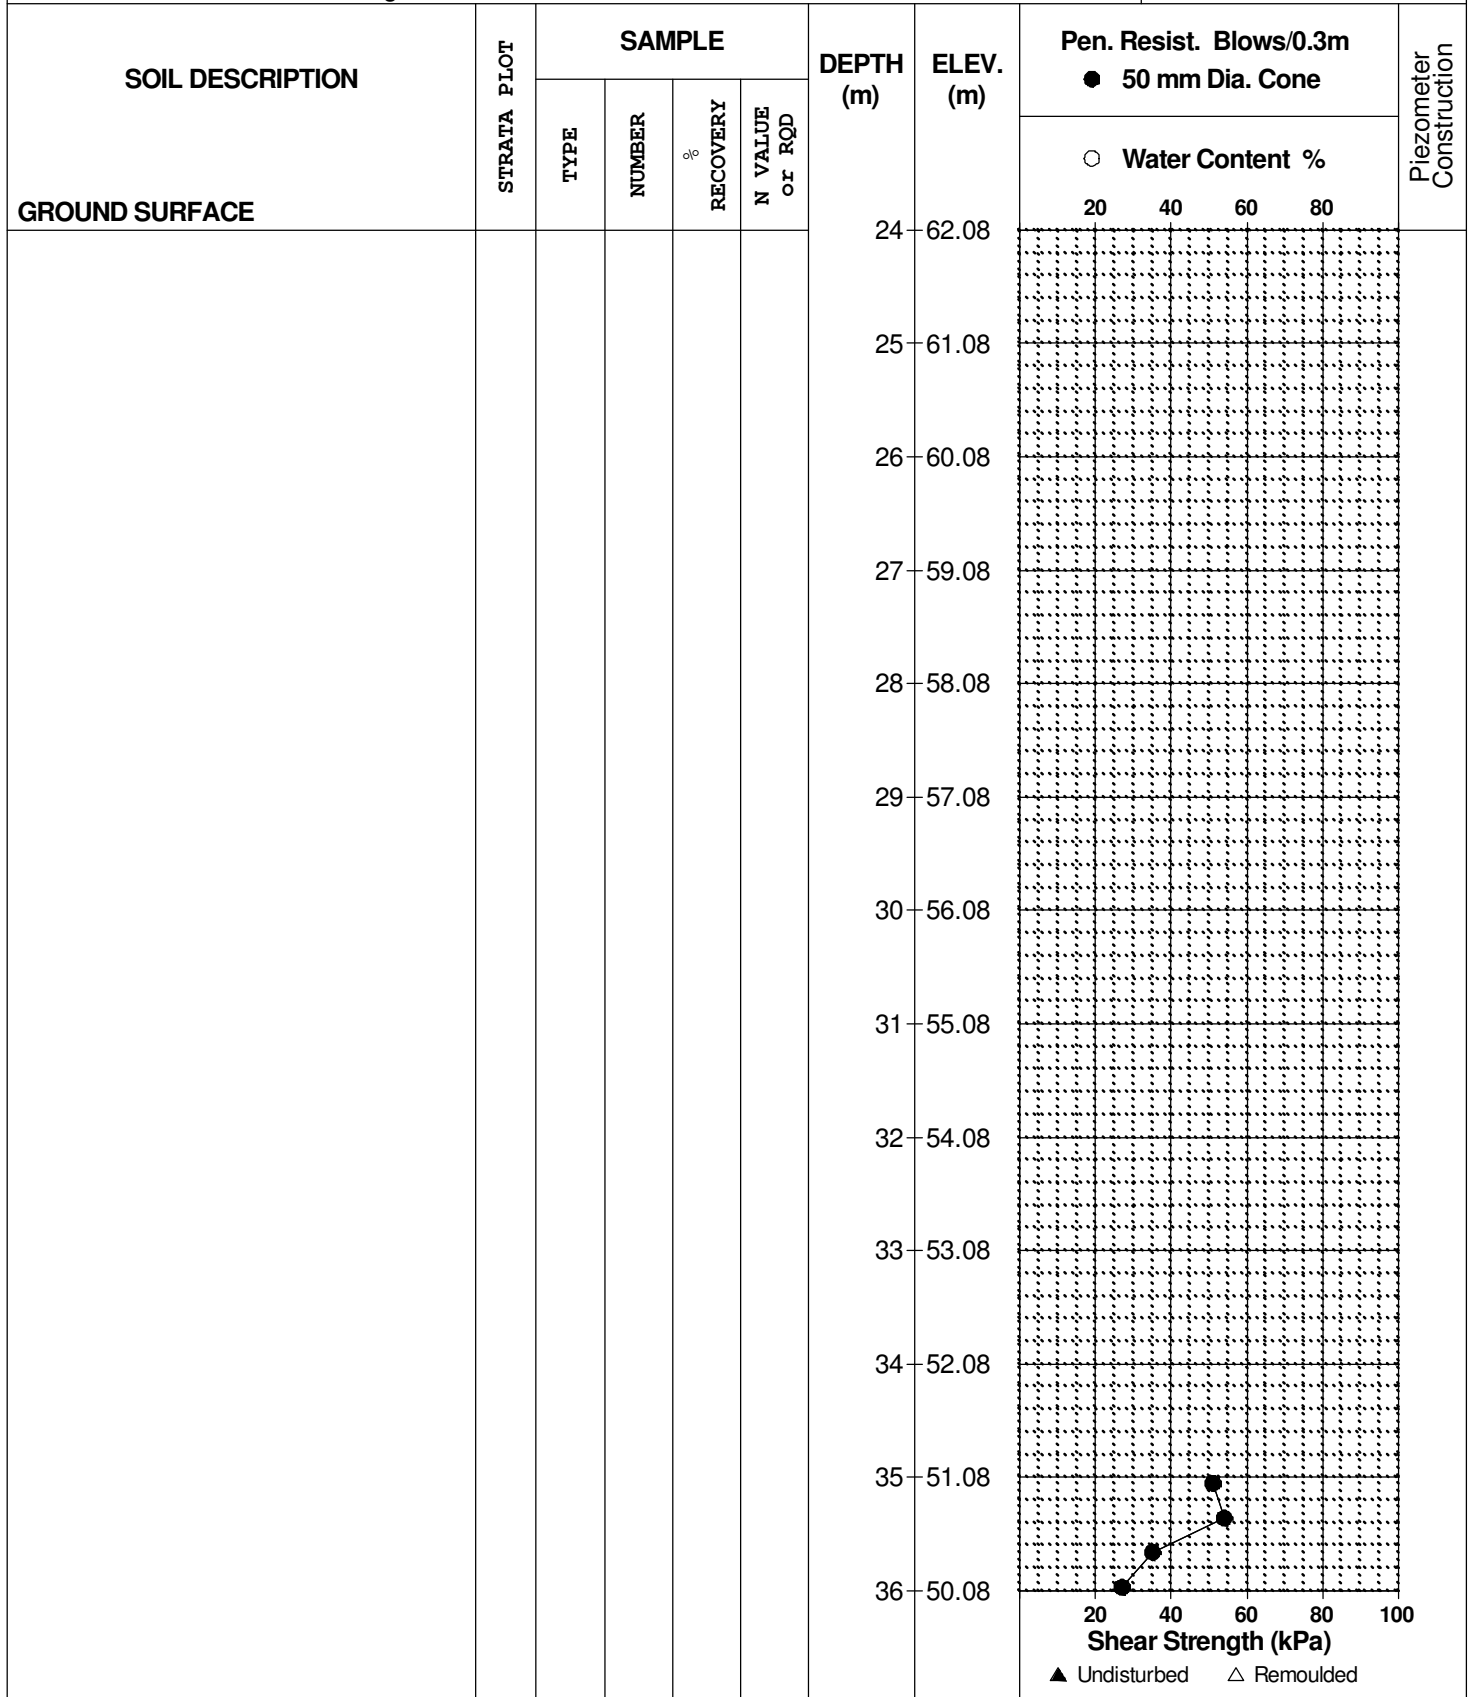 SOIL DESCRIPTION
GROUND SURFACE
STRATA PLOT
SAMPLE
TYPE
NUMBER
%
RECOVERY
N VALUE
or RQD
DEPTH
(m)
ELEV.
(m)
Pen. Resist. Blows/0.3m
● 50 mm Dia. Cone
○ Water Content %
20 40 60 80
Piezometer
Construction
24 62.08
25 61.08
26 60.08
27 59.08
28 58.08
29 57.08
30 56.08
31 55.08
32 54.08
33 53.08
34 52.08
35 51.08
36 50.08
20 40 60 80 100
Shear Strength (kPa)
▲ Undisturbed △ Remoulded